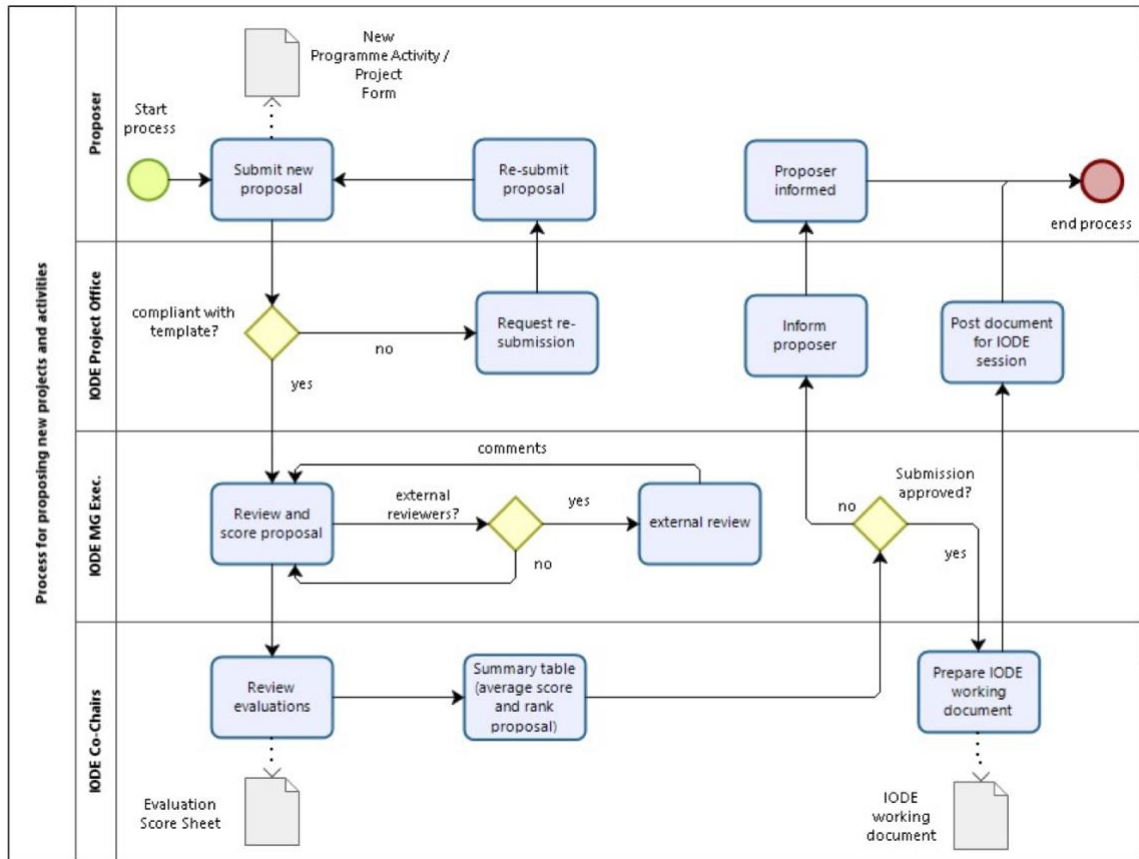 Process for proposing new projects and activities
Proposer
New
Programme Activity /
Project
Form
Start
process
Submit new
proposal
Re-submit
proposal
Proposer
informed
end process
IODE Project Office
compliant with
template?
no
yes
Request re-
submission
Inform
proposer
Post document
for IODE
session
IODE MG Exec.
comments
Review and
score proposal
external
reviewers?
yes
no
external review
Submission
approved?
no
yes
IODE Co-Chairs
Review
evaluations
Summary table
(average score
and rank
proposal)
Prepare IODE
working
document
Evaluation
Score Sheet
IODE
working
document